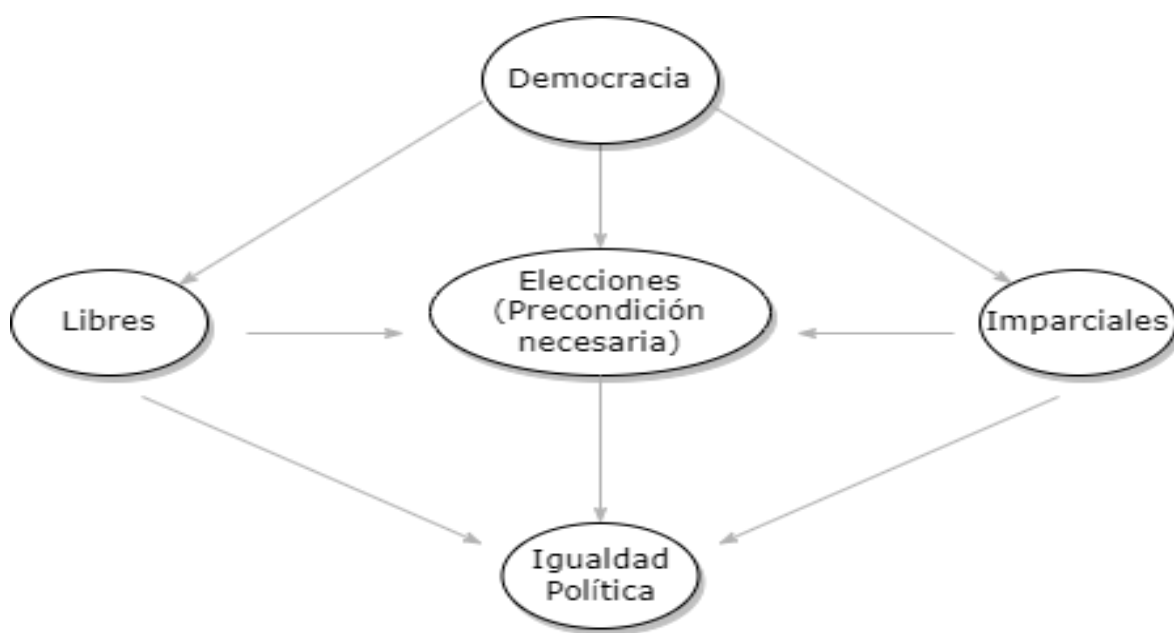 Democracia
Libres
Elecciones
(Precondición
necesaria)
Imparciales
Igualdad
Política